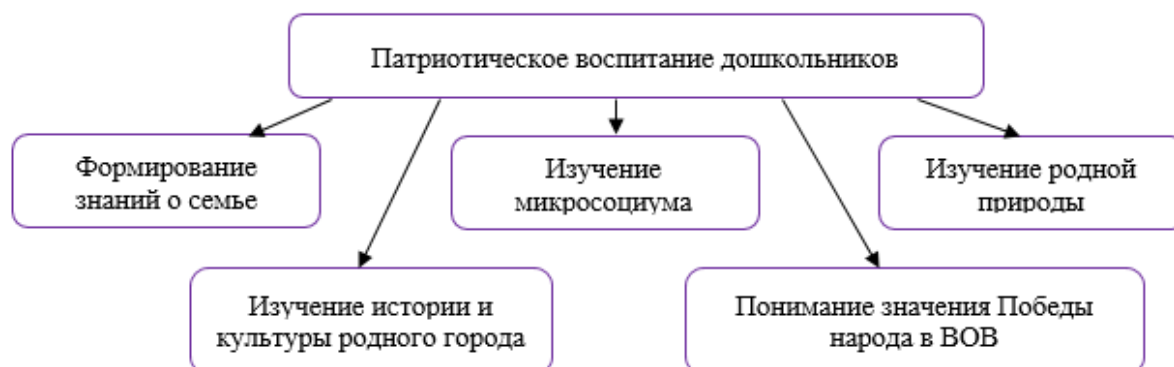 Патриотическое воспитание дошкольников
Формирование
знаний о семье
Изучение
микросоциума
Изучение родной
природы
Изучение истории и
культуры родного города
Понимание значения Победы
народа в ВОВ